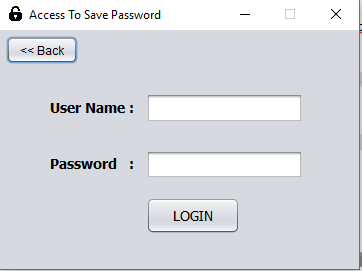 Access To Save Password
<< Back
User Name :
Password :
LOGIN